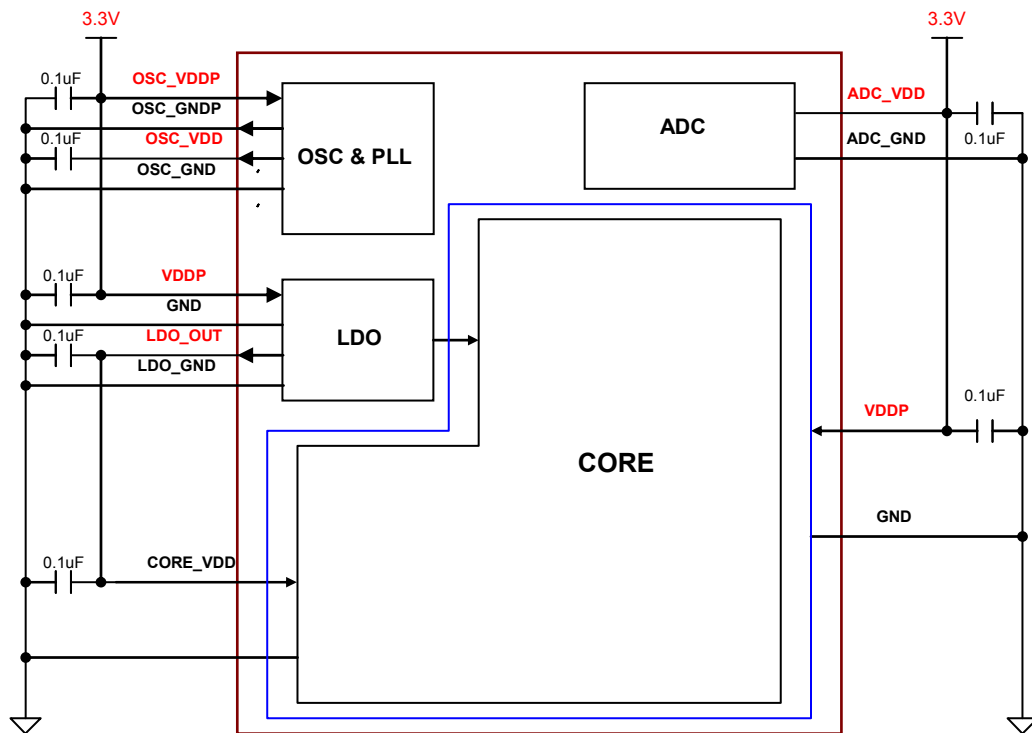 3.3V
3.3V
0.1uF
OSC_VDDP
OSC_GNDP
0.1uF
OSC_VDD
OSC_GND
OSC & PLL
ADC
ADC_VDD
0.1uF
ADC_GND
0.1uF
VDDP
GND
0.1uF
LDO_OUT
LDO_GND
LDO
0.1uF
VDDP
CORE
GND
0.1uF
CORE_VDD